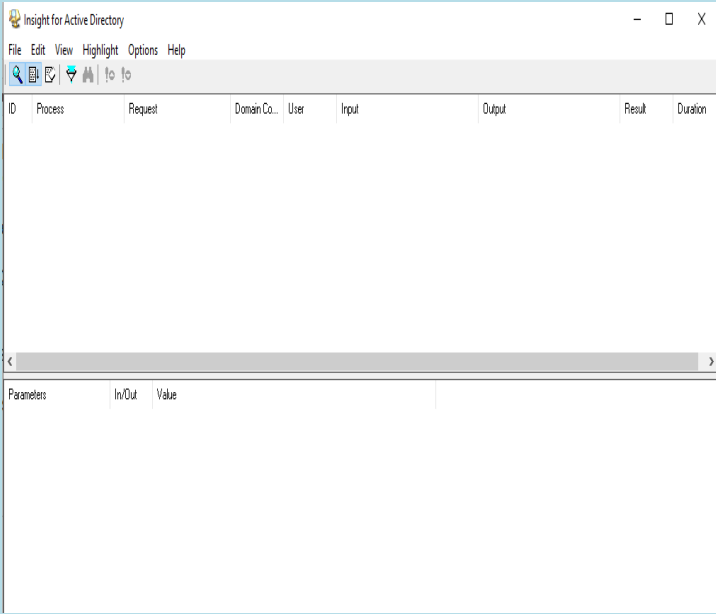 Insight for Active Directory
File Edit View Highlight Options Help
ID Process Request Domain Co... User Input Output Result Duration
Parameters In/Out Value